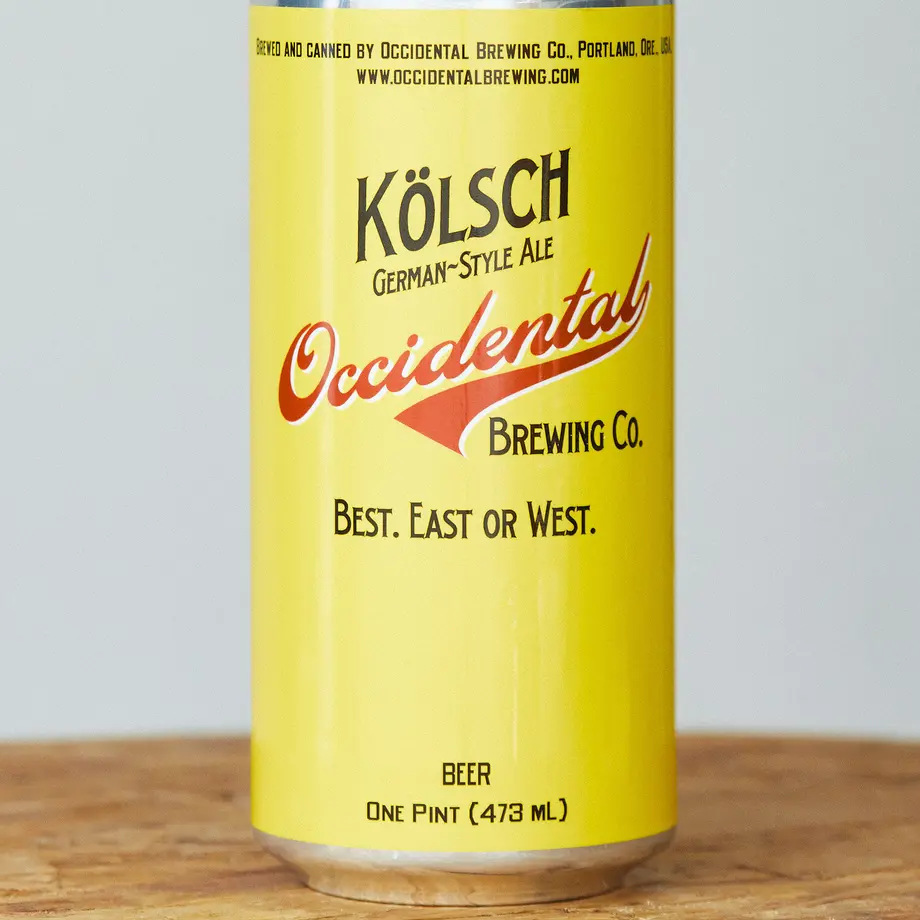 Brewed and canned by Occidental Brewing Co., Portland, Ore., USA.
www.occidentalbrewing.com
Kölsch
German~Style Ale
Occidental
Brewing Co.
Best. East or West.
BEER
One Pint (473 mL)